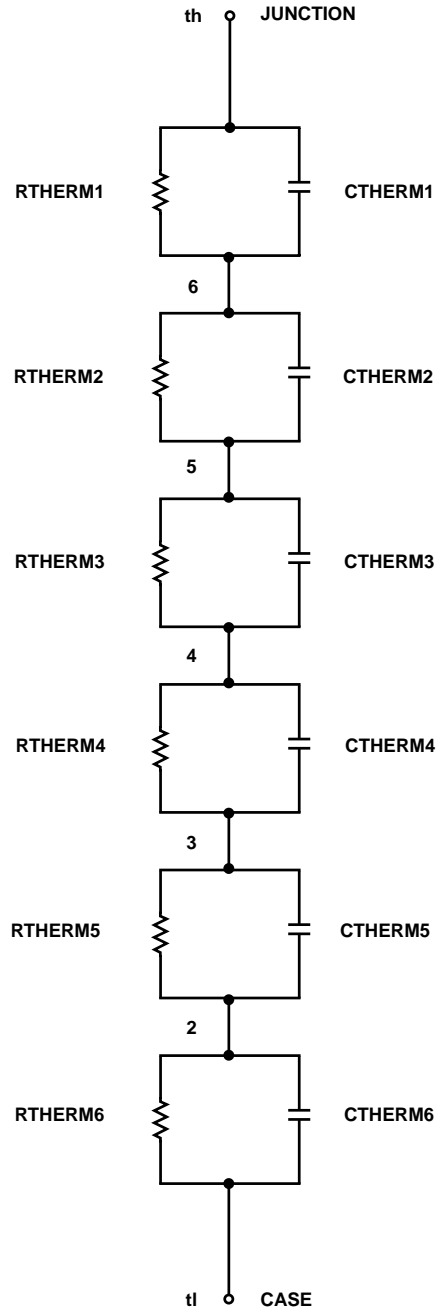 th JUNCTION
RTHERM1 CTHERM1
6
RTHERM2 CTHERM2
5
RTHERM3 CTHERM3
4
RTHERM4 CTHERM4
3
RTHERM5 CTHERM5
2
RTHERM6 CTHERM6
tl CASE